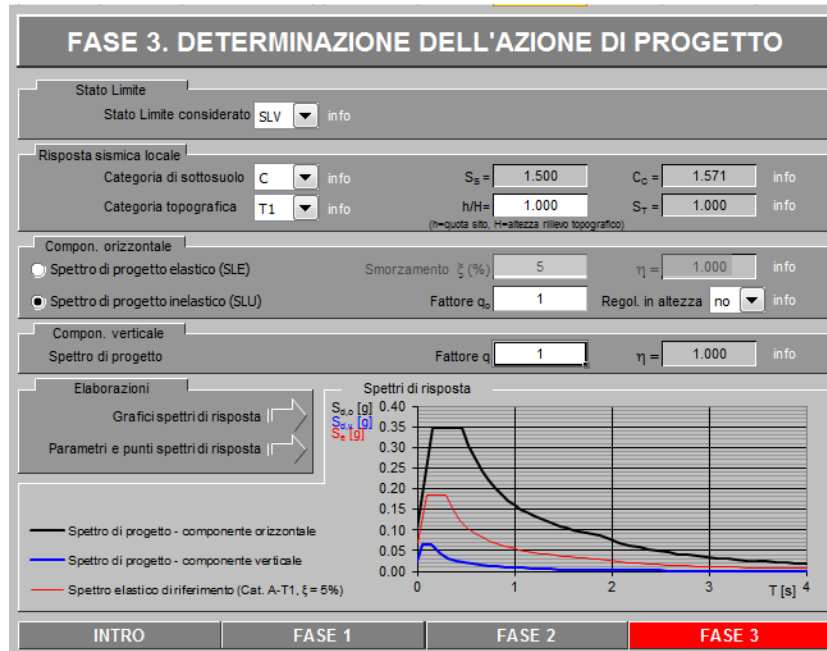 FASE 3. DETERMINAZIONE DELL'AZIONE DI PROGETTO
Stato Limite
Stato Limite considerato SLV info
Risposta sismica locale
Categoria di sottosuolo C info SS = 1.500 CC = 1.571 info
Categoria topografica T1 info h/H= 1.000 ST = 1.000 info
(h=quota sito, H=altezza rilievo topografico)
Compon. orizzontale
Spettro di progetto elastico (SLE) Smorzamento ξ (%) 5 η = 1.000 info
Spettro di progetto inelastico (SLU) Fattore qo 1 Regol. in altezza no info
Compon. verticale
Spettro di progetto Fattore q 1 η = 1.000 info
Elaborazioni
Grafici spettri di risposta
Parametri e punti spettri di risposta
Spettri di risposta
Sd,o [g]
Sd,v [g]
Se [g]
0.40
0.35
0.30
0.25
0.20
0.15
0.10
0.05
0.00
0 1 2 3 4
T [s]
Spettro di progetto - componente orizzontale
Spettro di progetto - componente verticale
Spettro elastico di riferimento (Cat. A-T1, ξ = 5%)
INTRO FASE 1 FASE 2 FASE 3